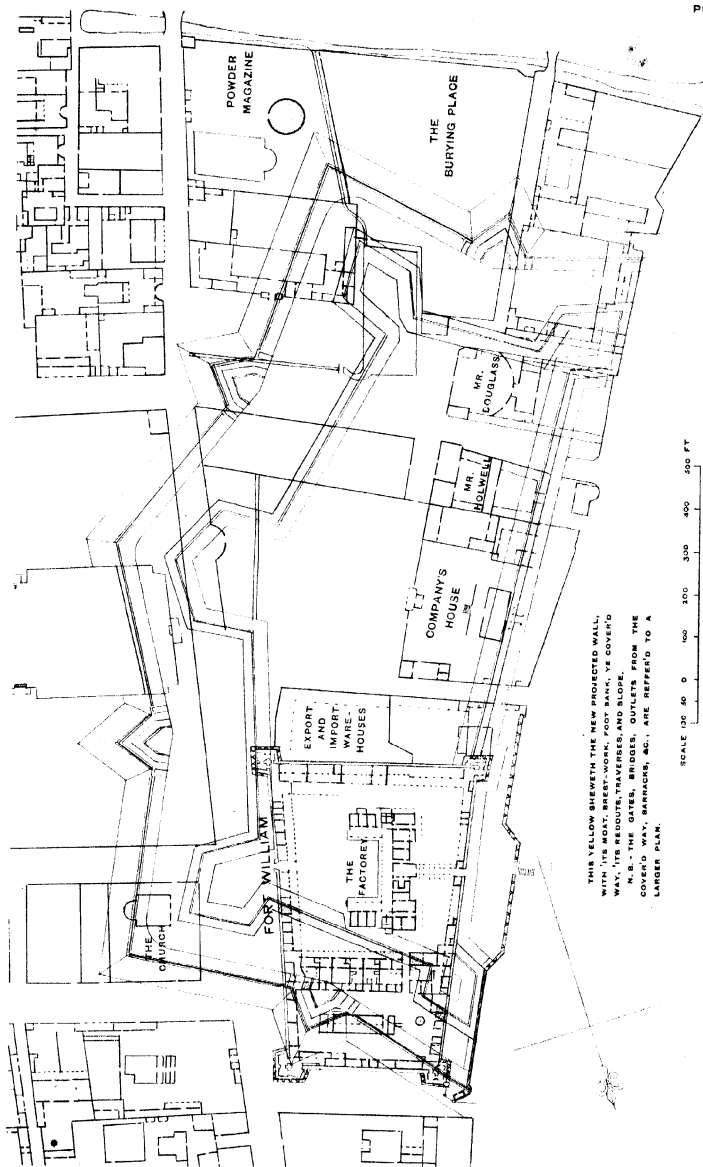 POWDER
MAGAZINE
THE
BURYING PLACE
MR.
DOUGLASS
MR.
HOLWELL
COMPANY'S
HOUSE
EXPORT
AND
IMPORT
WARE-
HOUSES
FORT WILLIAM
THE
FACTOREY
THE
CHURCH
THIS YELLOW SHEWETH THE NEW PROJECTED WALL,
WITH ITS MOAT, BREST-WORK, FOOT BANK, YE COVER'D
WAY, ITS REDOUTS, TRAVERSES, AND SLOPE.
N.B. - THE GATES, BRIDGES, OUTLETS FROM THE
COVER'D WAY, BARRACKS, &C., ARE REFFER'D TO A
LARGER PLAN.
SCALE 100 50 0 100 200 300 400 500 FT